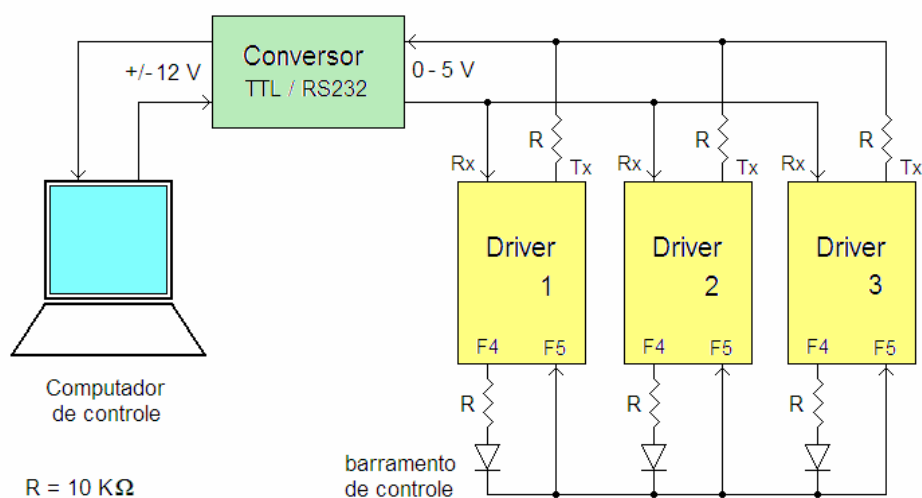 Conversor
TTL / RS232
+/- 12 V
0 - 5 V
R
R
R
Rx
Tx
Rx
Tx
Rx
Tx
Driver
1
Driver
2
Driver
3
F4
F5
F4
F5
F4
F5
Computador
de controle
R
R
R
barramento
de controle
R = 10 KΩ